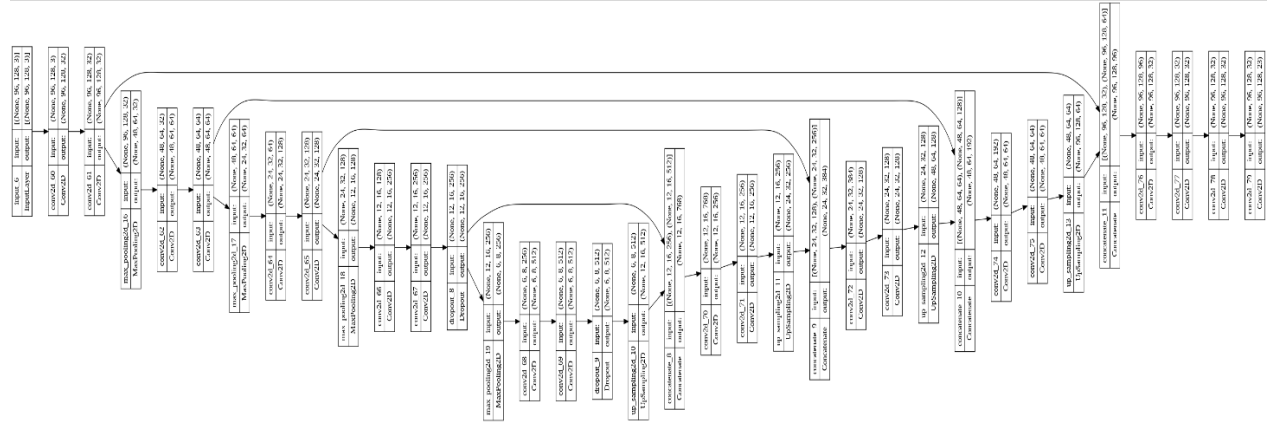 input_6 input: [(None, 96, 128, 3)]
InputLayer output: [(None, 96, 128, 3)]
conv2d_60 input: (None, 96, 128, 3)
Conv2D output: (None, 96, 128, 32)
conv2d_61 input: (None, 96, 128, 32)
Conv2D output: (None, 96, 128, 32)
max_pooling2d_16 input: (None, 96, 128, 32)
MaxPooling2D output: (None, 48, 64, 32)
conv2d_62 input: (None, 48, 64, 32)
Conv2D output: (None, 48, 64, 64)
conv2d_63 input: (None, 48, 64, 64)
Conv2D output: (None, 48, 64, 64)
max_pooling2d_17 input: (None, 48, 64, 64)
MaxPooling2D output: (None, 24, 32, 64)
conv2d_64 input: (None, 24, 32, 64)
Conv2D output: (None, 24, 32, 128)
conv2d_65 input: (None, 24, 32, 128)
Conv2D output: (None, 24, 32, 128)
max_pooling2d_18 input: (None, 24, 32, 128)
MaxPooling2D output: (None, 12, 16, 128)
conv2d_66 input: (None, 12, 16, 128)
Conv2D output: (None, 12, 16, 256)
conv2d_67 input: (None, 12, 16, 256)
Conv2D output: (None, 12, 16, 256)
dropout_8 input: (None, 12, 16, 256)
Dropout output: (None, 12, 16, 256)
max_pooling2d_19 input: (None, 12, 16, 256)
MaxPooling2D output: (None, 6, 8, 256)
conv2d_68 input: (None, 6, 8, 256)
Conv2D output: (None, 6, 8, 512)
conv2d_69 input: (None, 6, 8, 512)
Conv2D output: (None, 6, 8, 512)
dropout_9 input: (None, 6, 8, 512)
Dropout output: (None, 6, 8, 512)
up_sampling2d_10 input: (None, 6, 8, 512)
UpSampling2D output: (None, 12, 16, 512)
concatenate_8 input: [(None, 12, 16, 256), (None, 12, 16, 512)]
Concatenate output: (None, 12, 16, 768)
conv2d_70 input: (None, 12, 16, 768)
Conv2D output: (None, 12, 16, 256)
conv2d_71 input: (None, 12, 16, 256)
Conv2D output: (None, 12, 16, 256)
up_sampling2d_11 input: (None, 12, 16, 256)
UpSampling2D output: (None, 24, 32, 256)
concatenate_9 input: [(None, 24, 32, 128), (None, 24, 32, 256)]
Concatenate output: (None, 24, 32, 384)
conv2d_72 input: (None, 24, 32, 384)
Conv2D output: (None, 24, 32, 128)
conv2d_73 input: (None, 24, 32, 128)
Conv2D output: (None, 24, 32, 128)
up_sampling2d_12 input: (None, 24, 32, 128)
UpSampling2D output: (None, 48, 64, 128)
concatenate_10 input: [(None, 48, 64, 64), (None, 48, 64, 128)]
Concatenate output: (None, 48, 64, 192)
conv2d_74 input: (None, 48, 64, 192)
Conv2D output: (None, 48, 64, 64)
conv2d_75 input: (None, 48, 64, 64)
Conv2D output: (None, 48, 64, 64)
up_sampling2d_13 input: (None, 48, 64, 64)
UpSampling2D output: (None, 96, 128, 64)
concatenate_11 input: [(None, 96, 128, 32), (None, 96, 128, 64)]
Concatenate output: (None, 96, 128, 96)
conv2d_76 input: (None, 96, 128, 96)
Conv2D output: (None, 96, 128, 32)
conv2d_77 input: (None, 96, 128, 32)
Conv2D output: (None, 96, 128, 32)
conv2d_78 input: (None, 96, 128, 32)
Conv2D output: (None, 96, 128, 32)
conv2d_79 input: (None, 96, 128, 32)
Conv2D output: (None, 96, 128, 23)